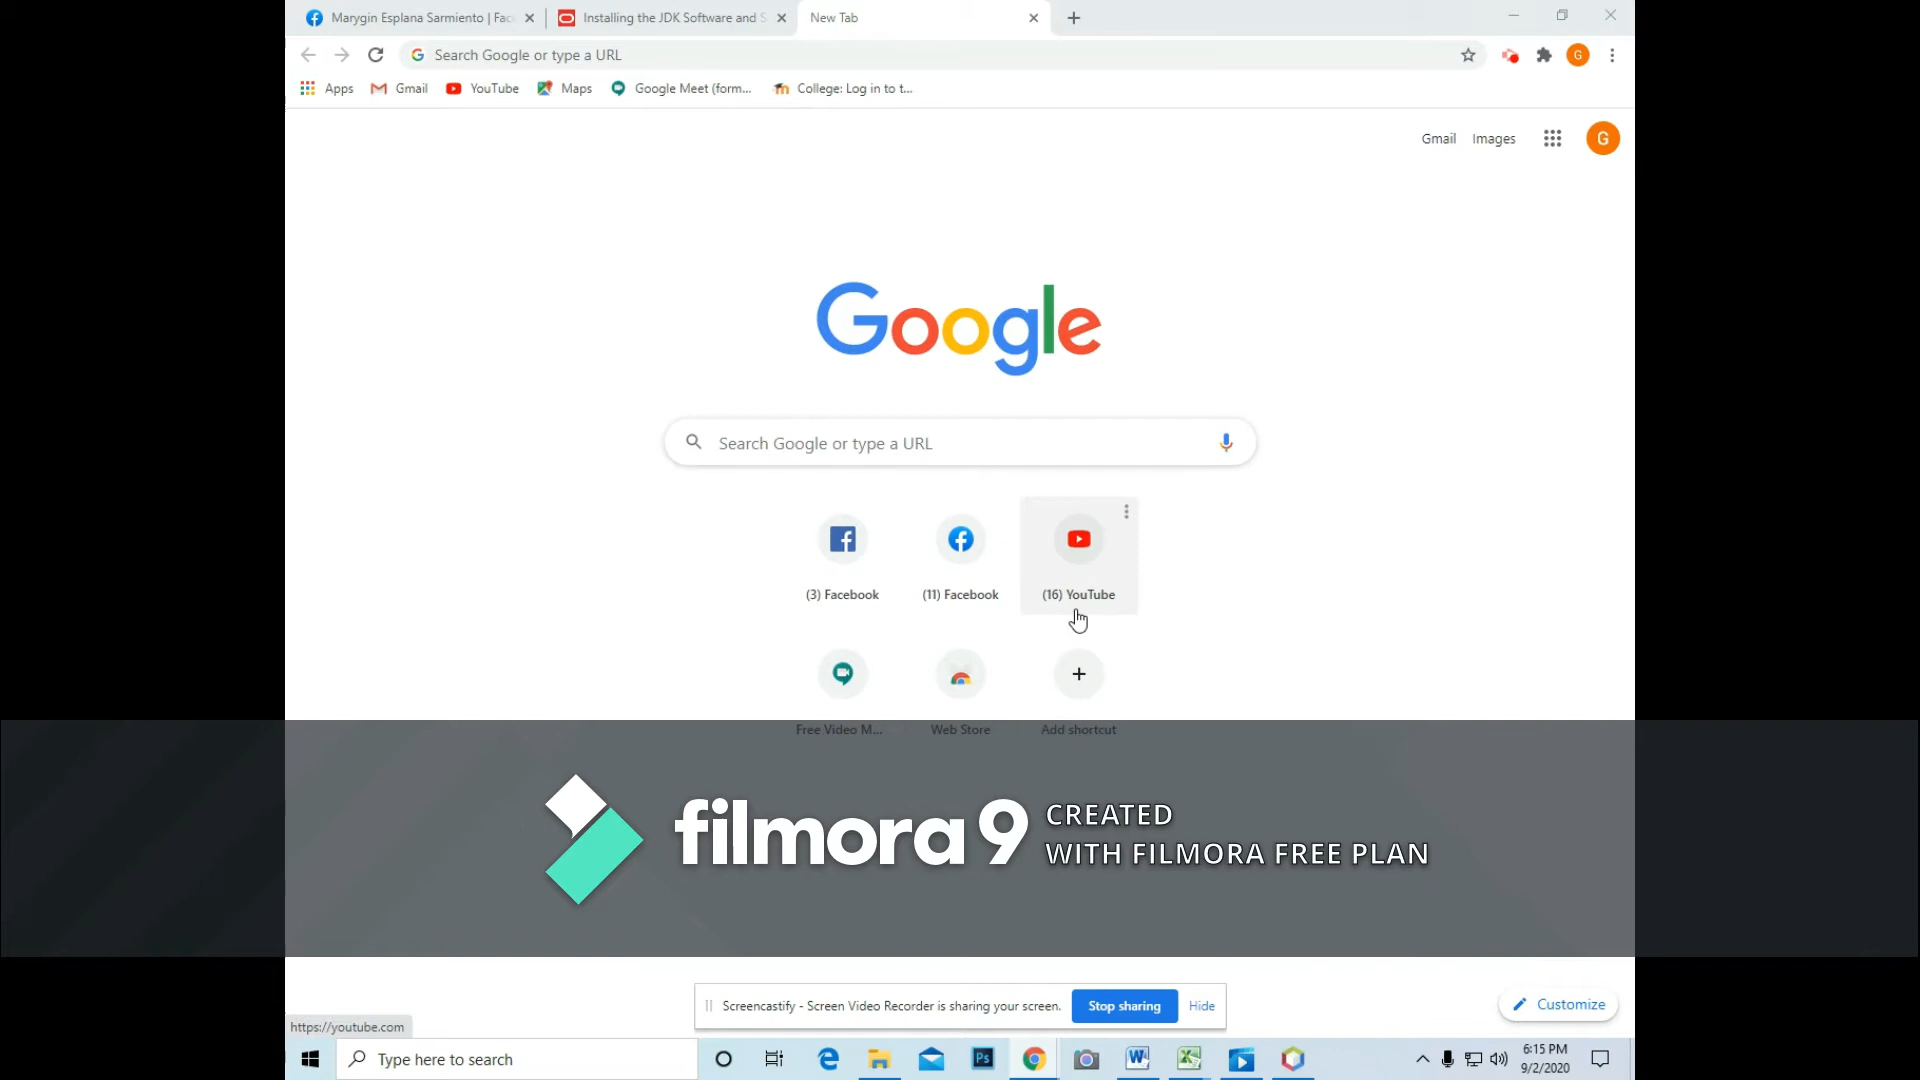 Marygin Esplana Sarmiento | Fac
Installing the JDK Software and S
New Tab
Search Google or type a URL
G
Apps
Gmail
YouTube
Maps
Google Meet (form...
College: Log in to t...
Gmail
Images
G
Google
Search Google or type a URL
(3) Facebook
(11) Facebook
(16) YouTube
Free Video M...
Web Store
Add shortcut
filmora 9
CREATED
WITH FILMORA FREE PLAN
Screencastify - Screen Video Recorder is sharing your screen.
Stop sharing
Hide
Customize
https://youtube.com
Type here to search
Ps
6:15 PM
9/2/2020